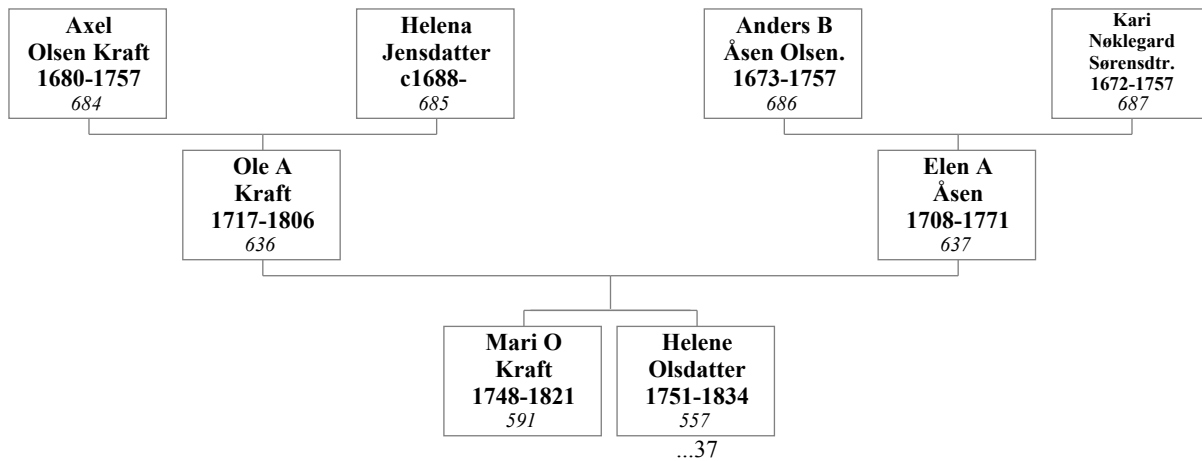 Axel
Olsen Kraft
1680-1757
684
Helena
Jensdatter
c1688-
685
Anders B
Åsen Olsen.
1673-1757
686
Kari
Nøklegard
Sørensdtr.
1672-1757
687
Ole A
Kraft
1717-1806
636
Elen A
Åsen
1708-1771
637
Mari O
Kraft
1748-1821
591
Helene
Olsdatter
1751-1834
557
...37